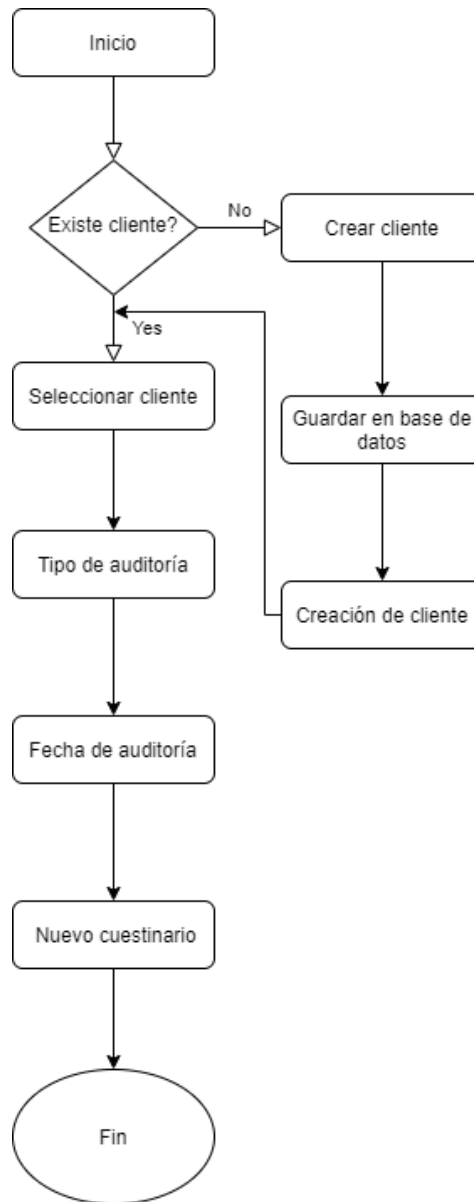 Inicio
Existe cliente?
No
Crear cliente
Yes
Seleccionar cliente
Guardar en base de
datos
Tipo de auditoría
Creación de cliente
Fecha de auditoría
Nuevo cuestinario
Fin